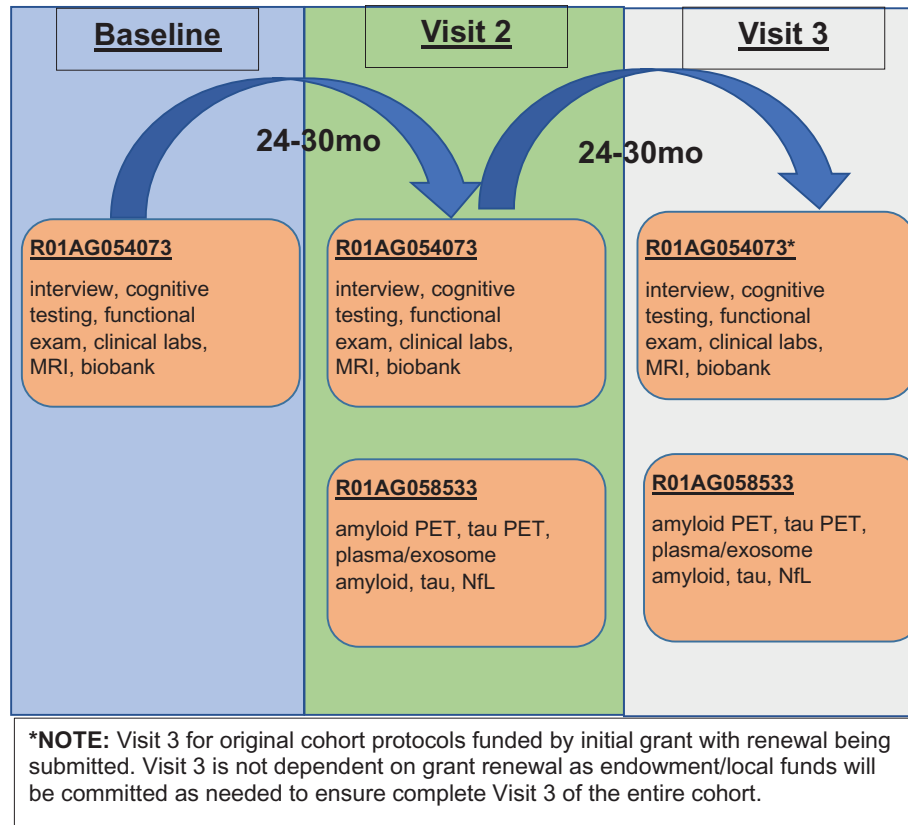 Baseline
Visit 2
Visit 3
24-30mo
24-30mo
R01AG054073
interview, cognitive
testing, functional
exam, clinical labs,
MRI, biobank
R01AG054073
interview, cognitive
testing, functional
exam, clinical labs,
MRI, biobank
R01AG054073*
interview, cognitive
testing, functional
exam, clinical labs,
MRI, biobank
R01AG058533
amyloid PET, tau PET,
plasma/exosome
amyloid, tau, NfL
R01AG058533
amyloid PET, tau PET,
plasma/exosome
amyloid, tau, NfL
*NOTE: Visit 3 for original cohort protocols funded by initial grant with renewal being
submitted. Visit 3 is not dependent on grant renewal as endowment/local funds will
be committed as needed to ensure complete Visit 3 of the entire cohort.